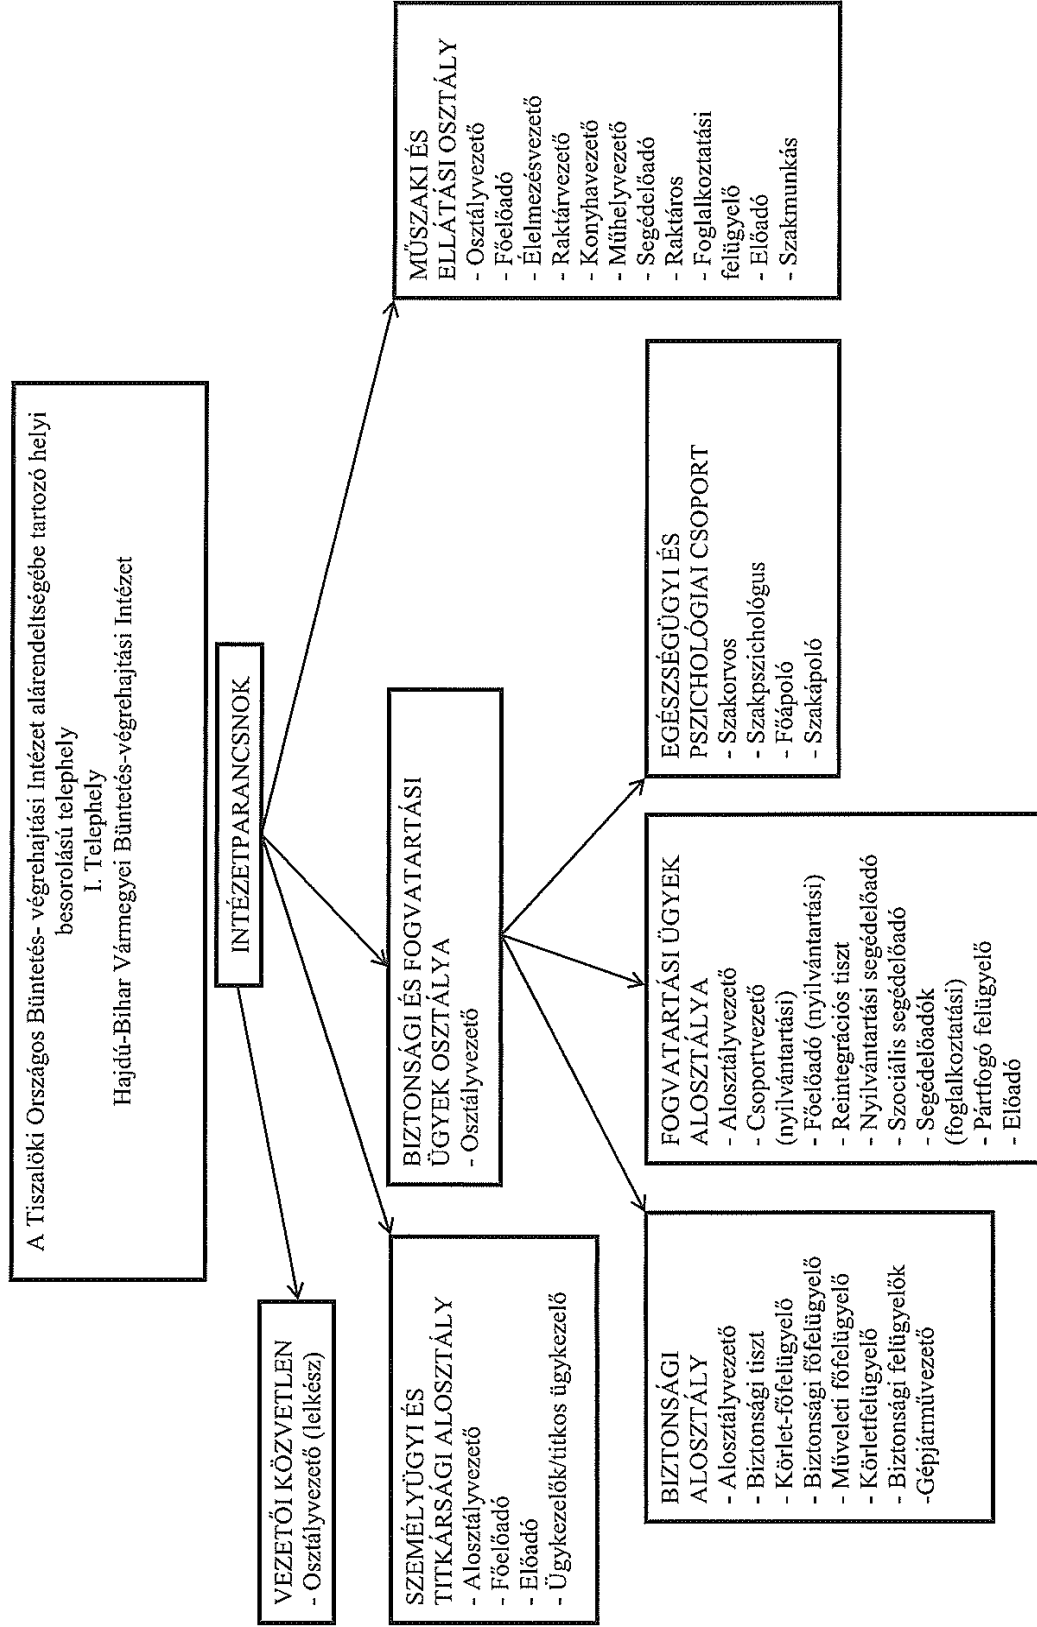 A Tiszalöki Országos Büntetés- végrehajtási Intézet alárendeltségébe tartozó helyi
besorolású telephely
I. Telephely
Hajdú-Bihar Vármegyei Büntetés-végrehajtási Intézet
INTÉZETPARANCSNOK
VEZETŐI KÖZVETLEN
- Osztályvezető (lelkész)
SZEMÉLYÜGYI ÉS
TITKÁRSÁGI ALOSZTÁLY
- Alosztályvezető
- Főelőadó
- Előadó
- Ügykezelők/titkos ügykezelő
BIZTONSÁGI ÉS FOGVATARTÁSI
ÜGYEK OSZTÁLYA
- Osztályvezető
MŰSZAKI ÉS
ELLÁTÁSI OSZTÁLY
- Osztályvezető
- Főelőadó
- Élelmezésvezető
- Raktárvezető
- Konyhavezető
- Műhelyvezető
- Segédelőadó
- Raktáros
- Foglalkoztatási
felügyelő
- Előadó
- Szakmunkás
BIZTONSÁGI
ALOSZTÁLY
- Alosztályvezető
- Biztonsági tiszt
- Körlet-főfelügyelő
- Biztonsági főfelügyelő
- Műveleti főfelügyelő
- Körletfelügyelő
- Biztonsági felügyelők
-Gépjárművezető
FOGVATARTÁSI ÜGYEK
ALOSZTÁLYA
- Alosztályvezető
- Csoportvezető
(nyilvántartási)
- Főelőadó (nyilvántartási)
- Reintegrációs tiszt
- Nyilvántartási segédelőadó
- Szociális segédelőadó
- Segédelőadók
(foglalkoztatási)
- Pártfogó felügyelő
- Előadó
EGÉSZSÉGÜGYI ÉS
PSZICHOLÓGIAI CSOPORT
- Szakorvos
- Szakpszichológus
- Főápoló
- Szakápoló